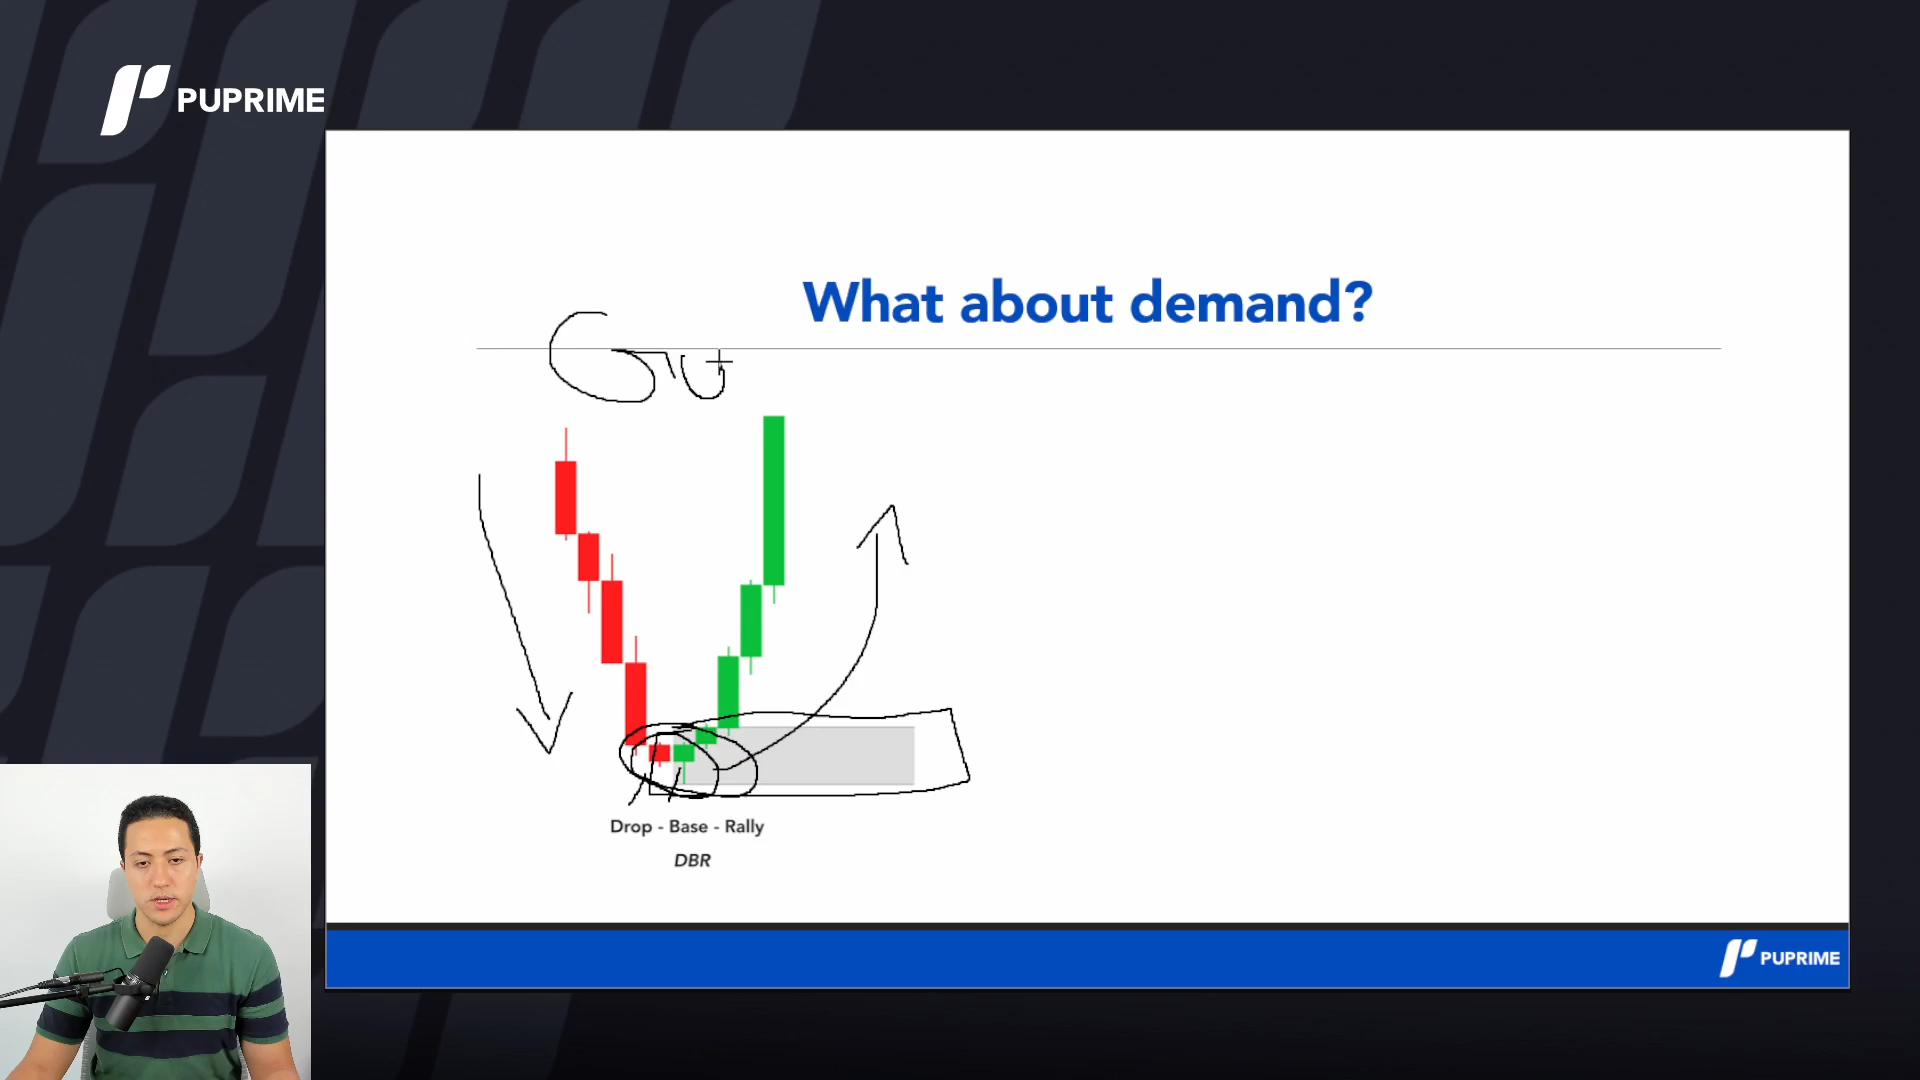 PUPRIME
What about demand?
Drop - Base - Rally
DBR
PUPRIME